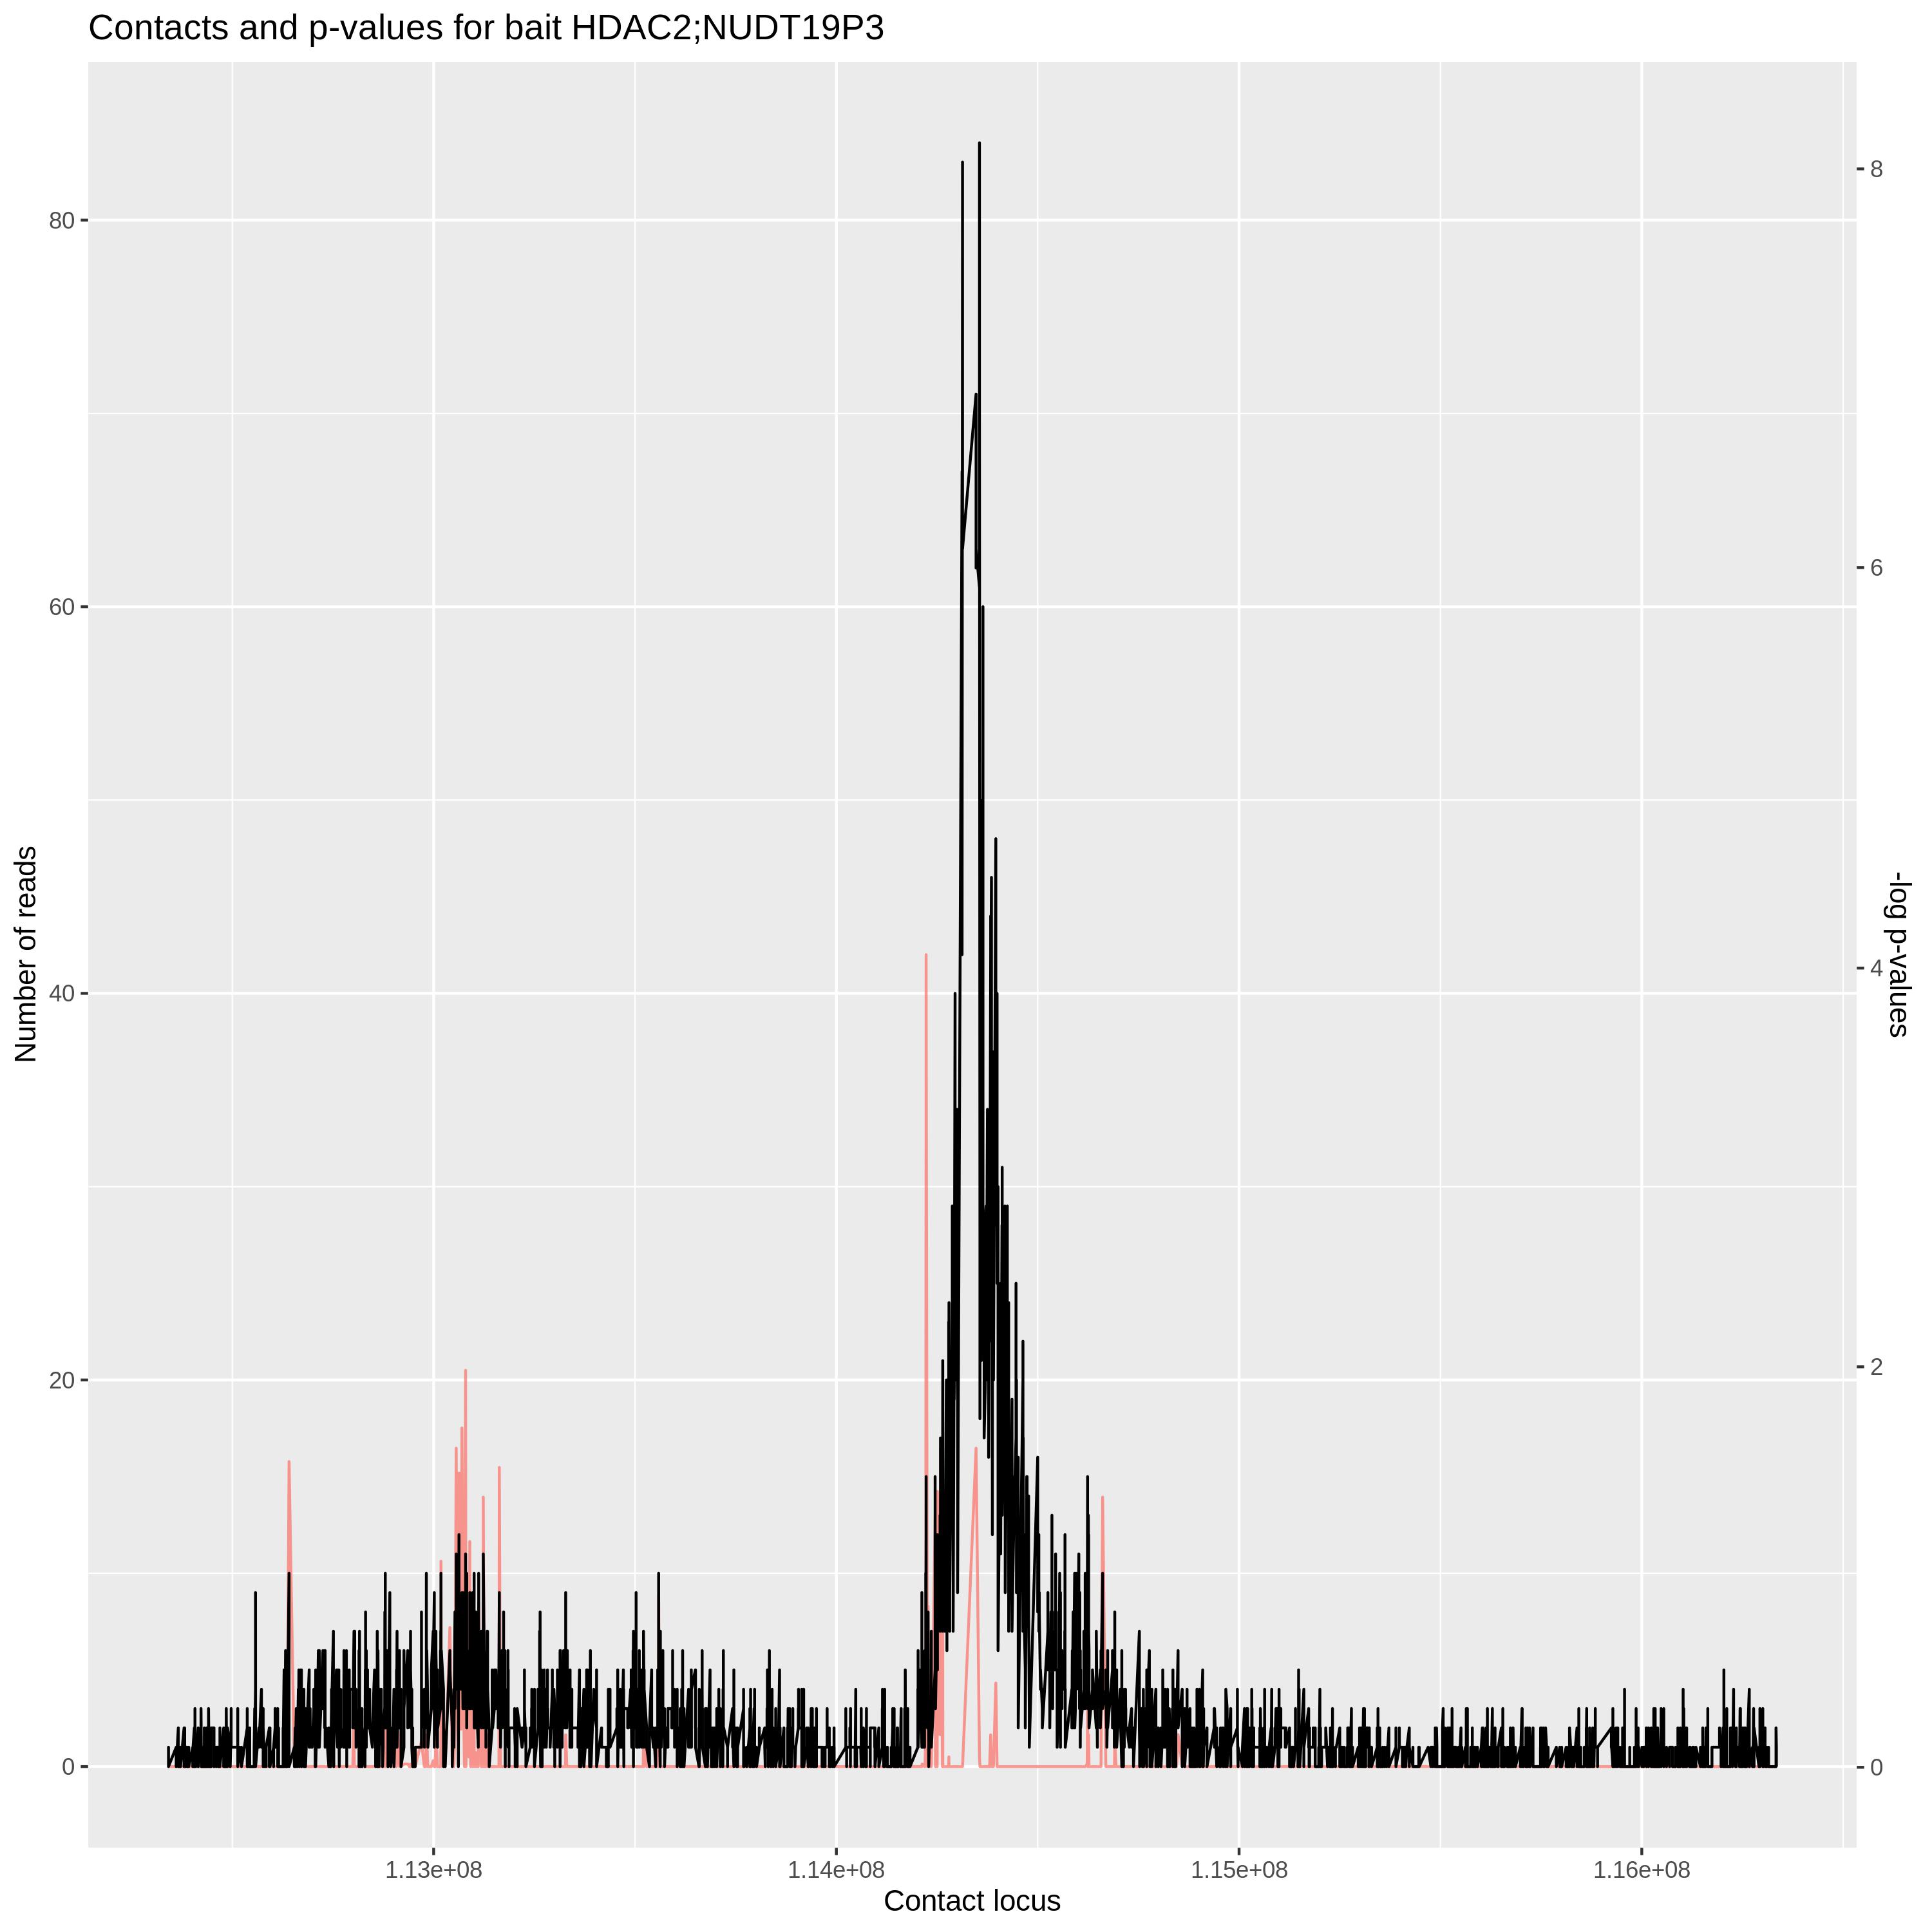 Contacts and p-values for bait HDAC2;NUDT19P3
80
60
40
20
0
Number of reads
8
6
4
2
0
-log p-values
1.13e+08
1.14e+08
1.15e+08
1.16e+08
Contact locus